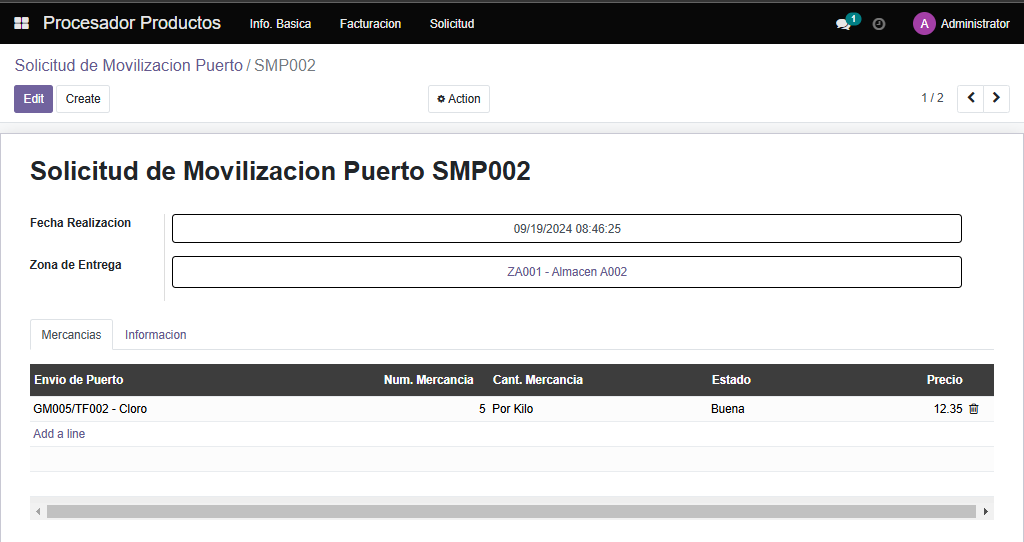 Procesador Productos Info. Basica Facturacion Solicitud 1 A Administrator
Solicitud de Movilizacion Puerto / SMP002
Edit Create Action 1 / 2
Solicitud de Movilizacion Puerto SMP002
Fecha Realizacion 09/19/2024 08:46:25
Zona de Entrega ZA001 - Almacen A002
Mercancias Informacion
Envio de Puerto Num. Mercancia Cant. Mercancia Estado Precio
GM005/TF002 - Cloro 5 Por Kilo Buena 12.35
Add a line